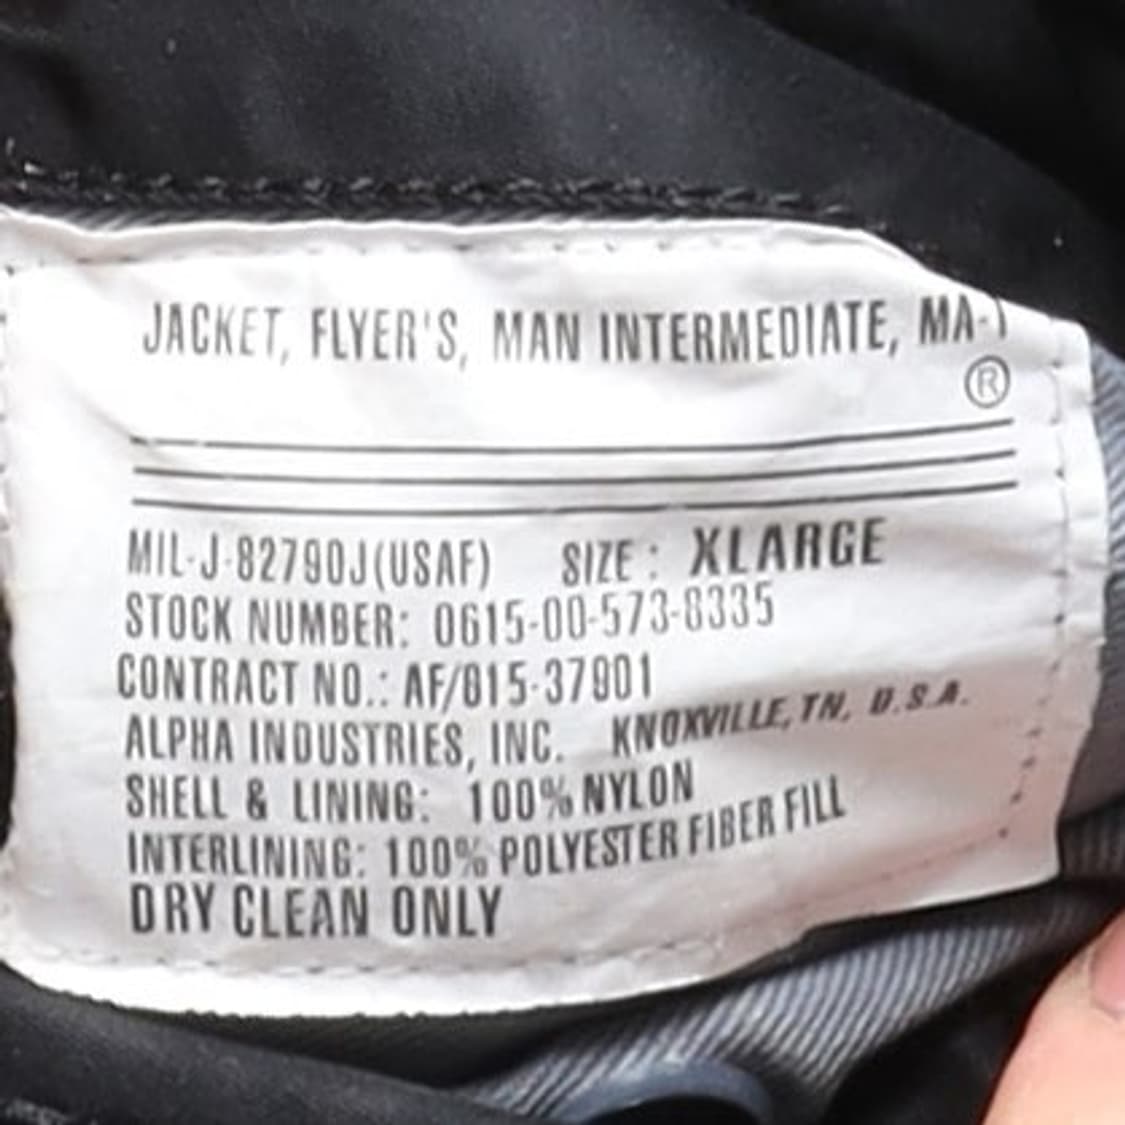 JACKET, FLYER'S, MAN INTERMEDIATE, MA-1
®
MIL-J-82790J(USAF) SIZE : XLARGE
STOCK NUMBER: 0615-00-573-8335
CONTRACT NO.: AF/815-37901
ALPHA INDUSTRIES, INC. KNOXVILLE, TN, U.S.A.
SHELL & LINING: 100% NYLON
INTERLINING: 100% POLYESTER FIBER FILL
DRY CLEAN ONLY